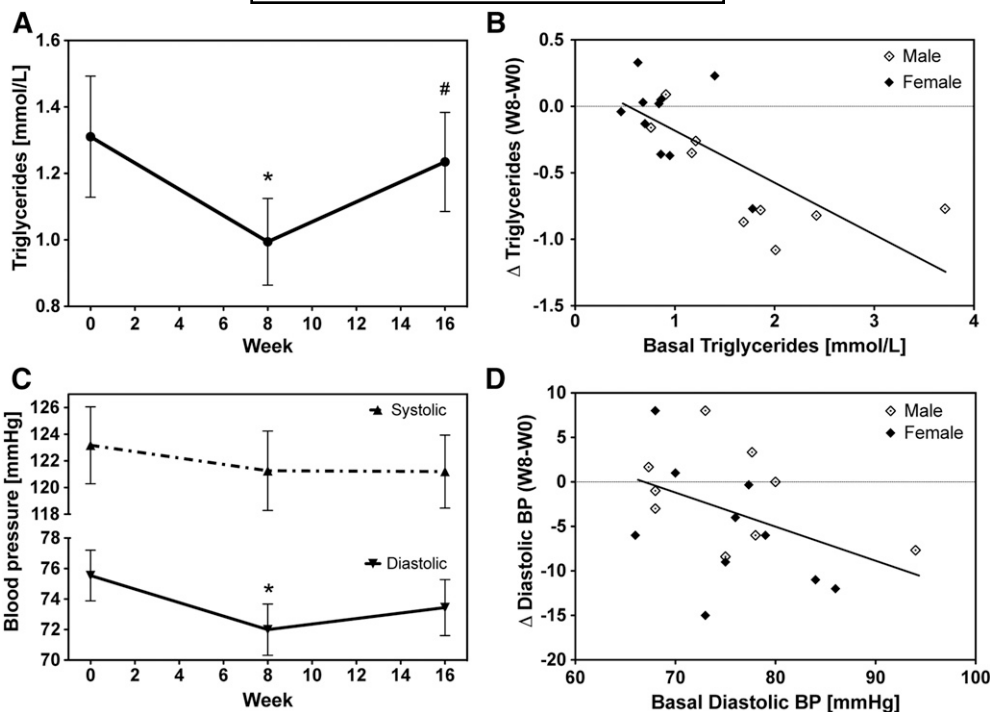 A
Triglycerides [mmol/L]
1.6
1.4
1.2
1.0
0.8
*
#
0 2 4 6 8 10 12 14 16
Week
B
Δ Triglycerides (W8-W0)
0.5
0.0
-0.5
-1.0
-1.5
Male
Female
0 1 2 3 4
Basal Triglycerides [mmol/L]
C
Blood pressure [mmHg]
126
124
122
120
118
78
76
74
72
70
Systolic
Diastolic
*
0 2 4 6 8 10 12 14 16
Week
D
Δ Diastolic BP (W8-W0)
10
5
0
-5
-10
-15
-20
Male
Female
60 70 80 90 100
Basal Diastolic BP [mmHg]